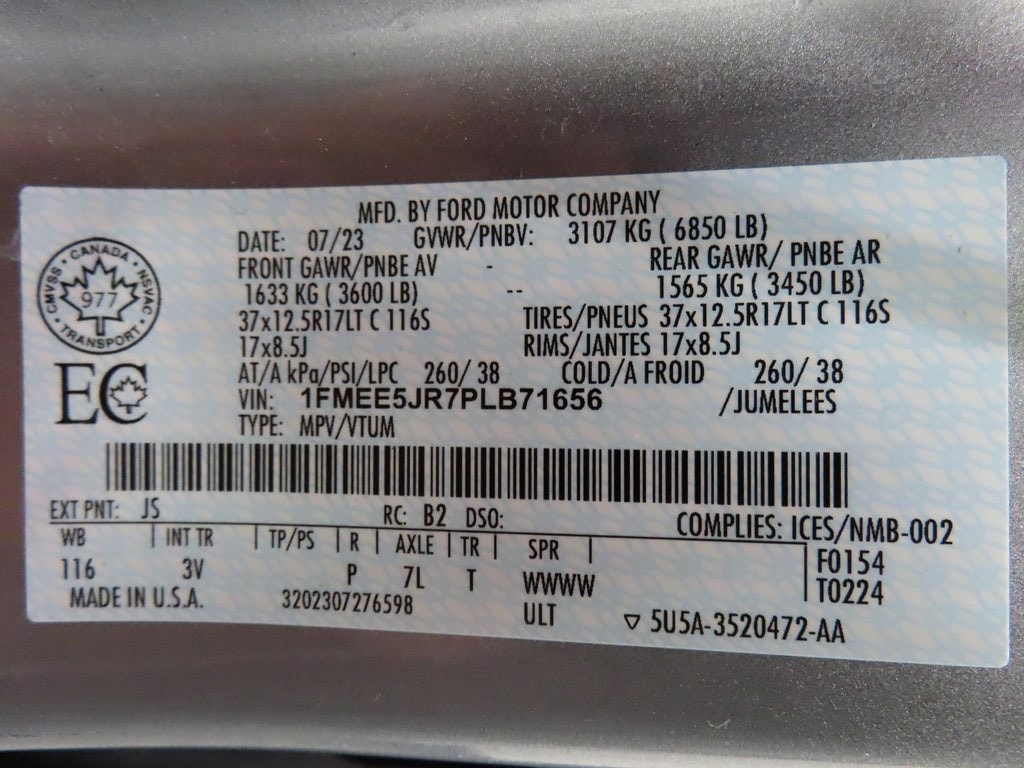 MFD. BY FORD MOTOR COMPANY
DATE: 07/23 GVWR/PNBV: 3107 KG ( 6850 LB)
FRONT GAWR/PNBE AV - REAR GAWR/ PNBE AR
1633 KG ( 3600 LB) -- 1565 KG ( 3450 LB)
37x12.5R17LT C 116S TIRES/PNEUS 37x12.5R17LT C 116S
17x8.5J RIMS/JANTES 17x8.5J
AT/A kPa/PSI/LPC 260/ 38 COLD/A FROID 260/ 38
VIN: 1FMEE5JR7PLB71656 /JUMELEES
TYPE: MPV/VTUM
CANADA · NSVAC · TRANSPORT · CMVSS
977
EC
EXT PNT: JS RC: B2 DSO: COMPLIES: ICES/NMB-002
WB | INT TR | TP/PS | R | AXLE | TR | SPR | F0154
116 3V P 7L T WWWW T0224
MADE IN U.S.A. 3202307276598 ULT ▽ 5U5A-3520472-AA